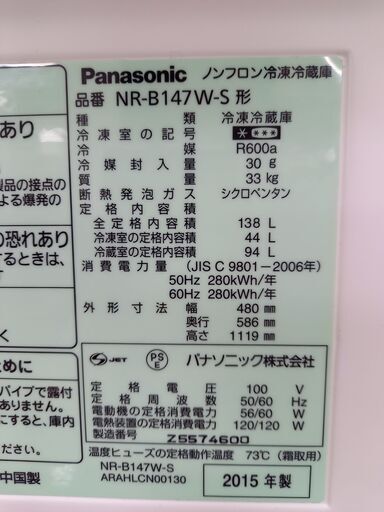 Panasonic ノンフロン冷凍冷蔵庫
品番 NR-B147W-S 形
あり
種類 冷凍冷蔵庫
冷凍室の記号 * ***
冷媒 R600a
冷媒封入量 30 g
製品の接点の
質量 33 kg
よる爆発の
断熱発泡ガス シクロペンタン
定格内容積
全定格内容積 138 L
の恐れあり
冷凍室の定格内容積 44 L
するときは、
冷蔵室の定格内容積 94 L
消費電力量 (JIS C 9801-2006年)
50Hz 280kWh/年
60Hz 280kWh/年
外形寸法 幅 480 mm
奥行 586 mm
高さ 1119 mm
く
S JET PS E パナソニック株式会社
めに
定格電圧 100 V
パイプで露付
定格周波数 50/60 Hz
ありません。
電動機の定格消費電力 56/60 W
電熱装置の定格消費電力 120/120 W
製造番号 Z5574600
温度ヒューズの定格動作温度 73℃ (霜取用)
NR-B147W-S
中国製
ARAHLCN00130 2015 年製